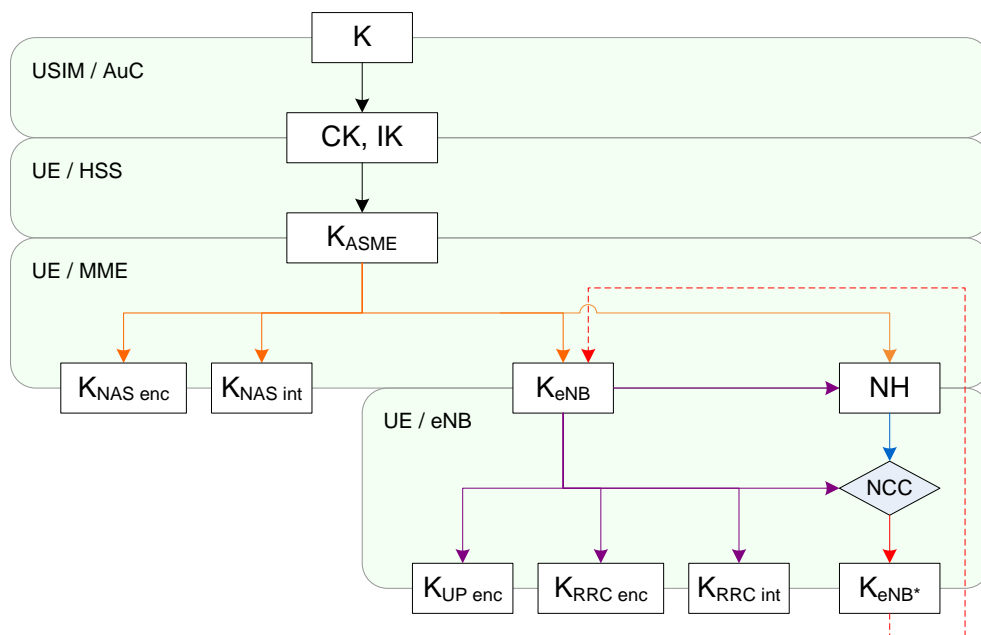 K
USIM / AuC
CK, IK
UE / HSS
KASME
UE / MME
KNAS enc
KNAS int
KeNB
NH
UE / eNB
NCC
KUP enc
KRRC enc
KRRC int
KeNB*